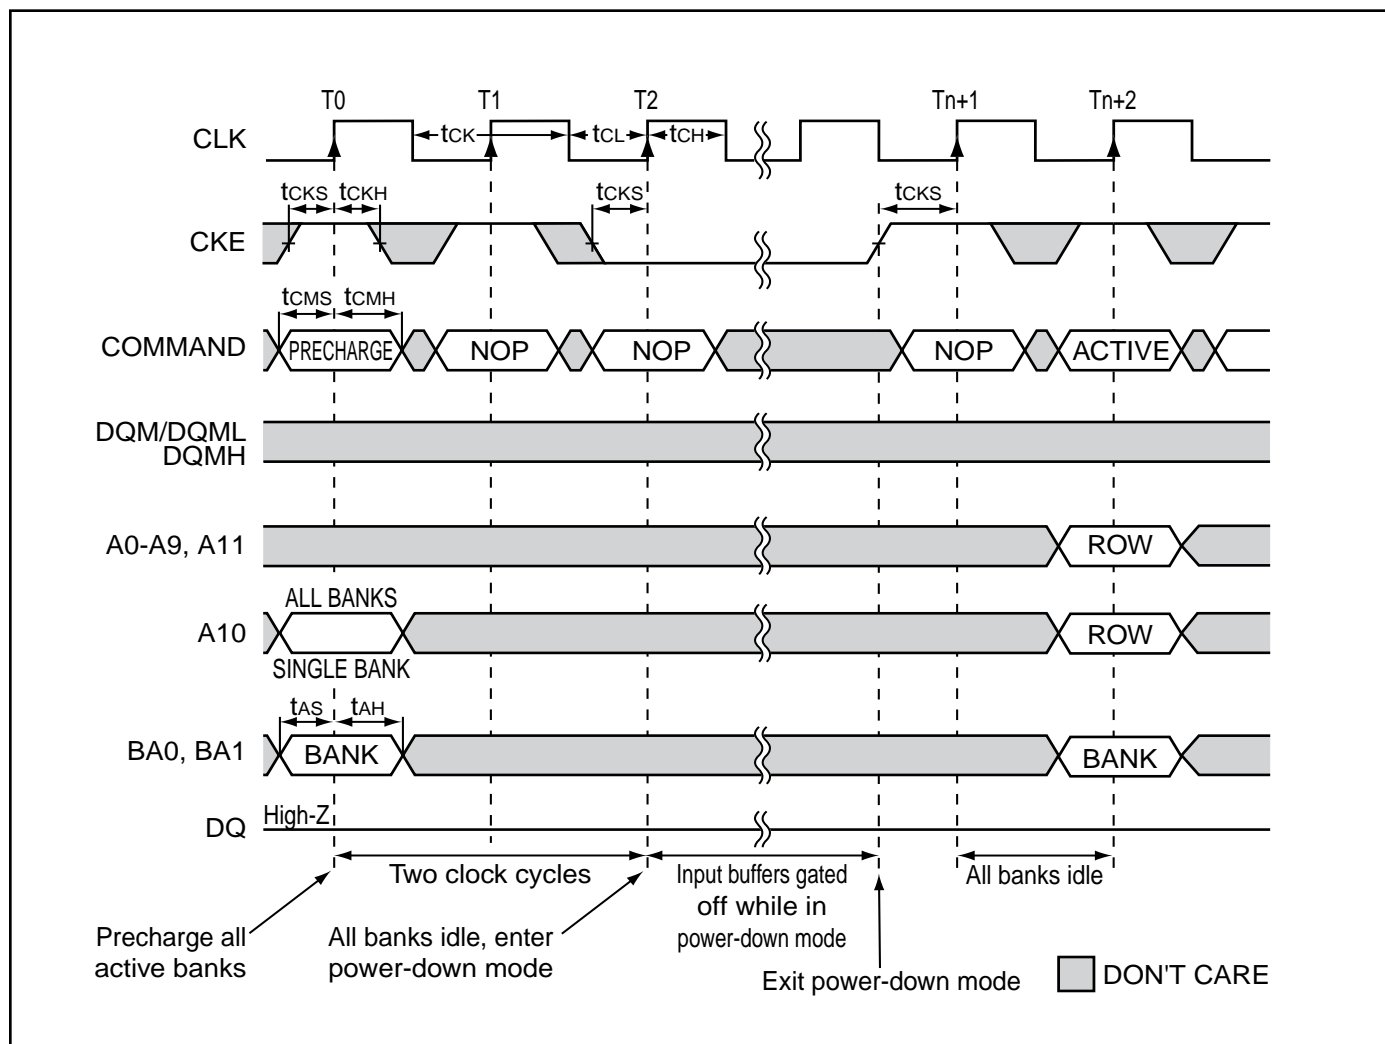 T0 T1 T2 Tn+1 Tn+2
CLK tCK tCL tCH
tCKS tCKH tCKS tCKS
CKE
tCMS tCMH
COMMAND PRECHARGE NOP NOP NOP ACTIVE
DQM/DQML
DQMH
A0-A9, A11 ROW
ALL BANKS
A10 ROW
SINGLE BANK
tAS tAH
BA0, BA1 BANK BANK
High-Z
DQ
Two clock cycles
Input buffers gated
off while in
power-down mode
All banks idle
Precharge all
active banks
All banks idle, enter
power-down mode
Exit power-down mode
DON'T CARE